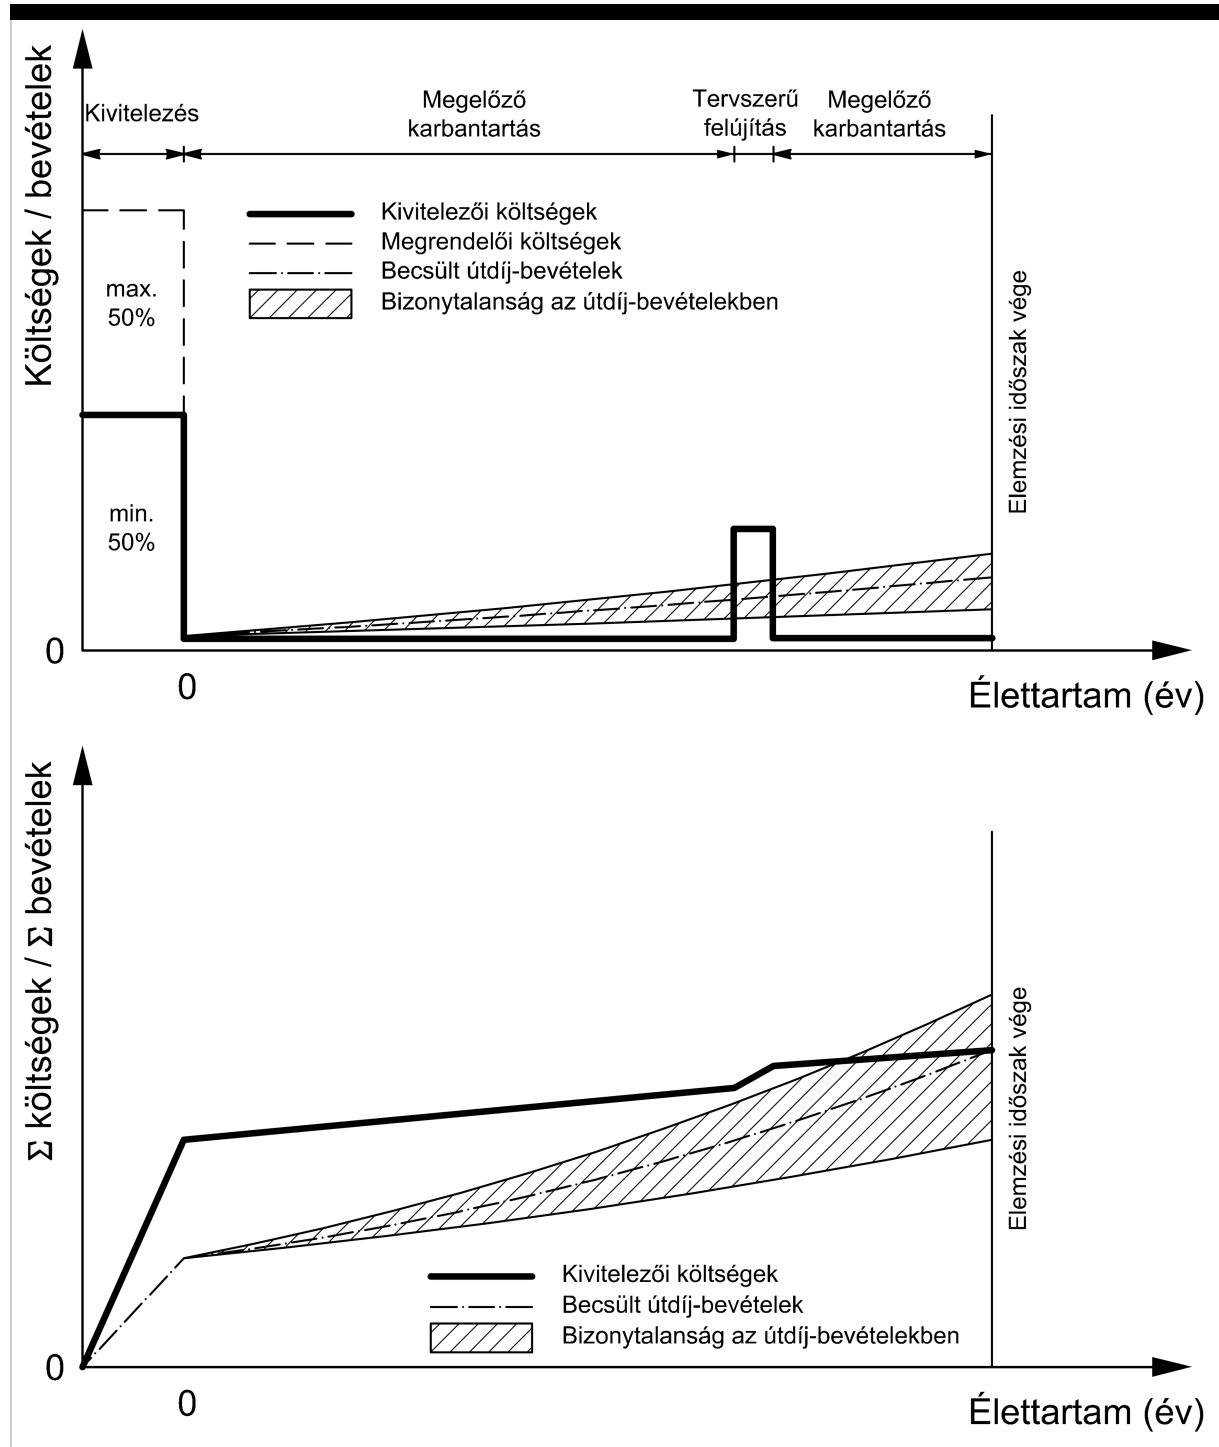 Költségek / bevételek
Kivitelezés
Megelőző
karbantartás
Tervszerű
felújítás
Megelőző
karbantartás
Kivitelezői költségek
Megrendelői költségek
Becsült útdíj-bevételek
Bizonytalanság az útdíj-bevételekben
max.
50%
min.
50%
Elemzési időszak vége
0
0
Élettartam (év)
Σ költségek / Σ bevételek
Elemzési időszak vége
Kivitelezői költségek
Becsült útdíj-bevételek
Bizonytalanság az útdíj-bevételekben
0
0
Élettartam (év)